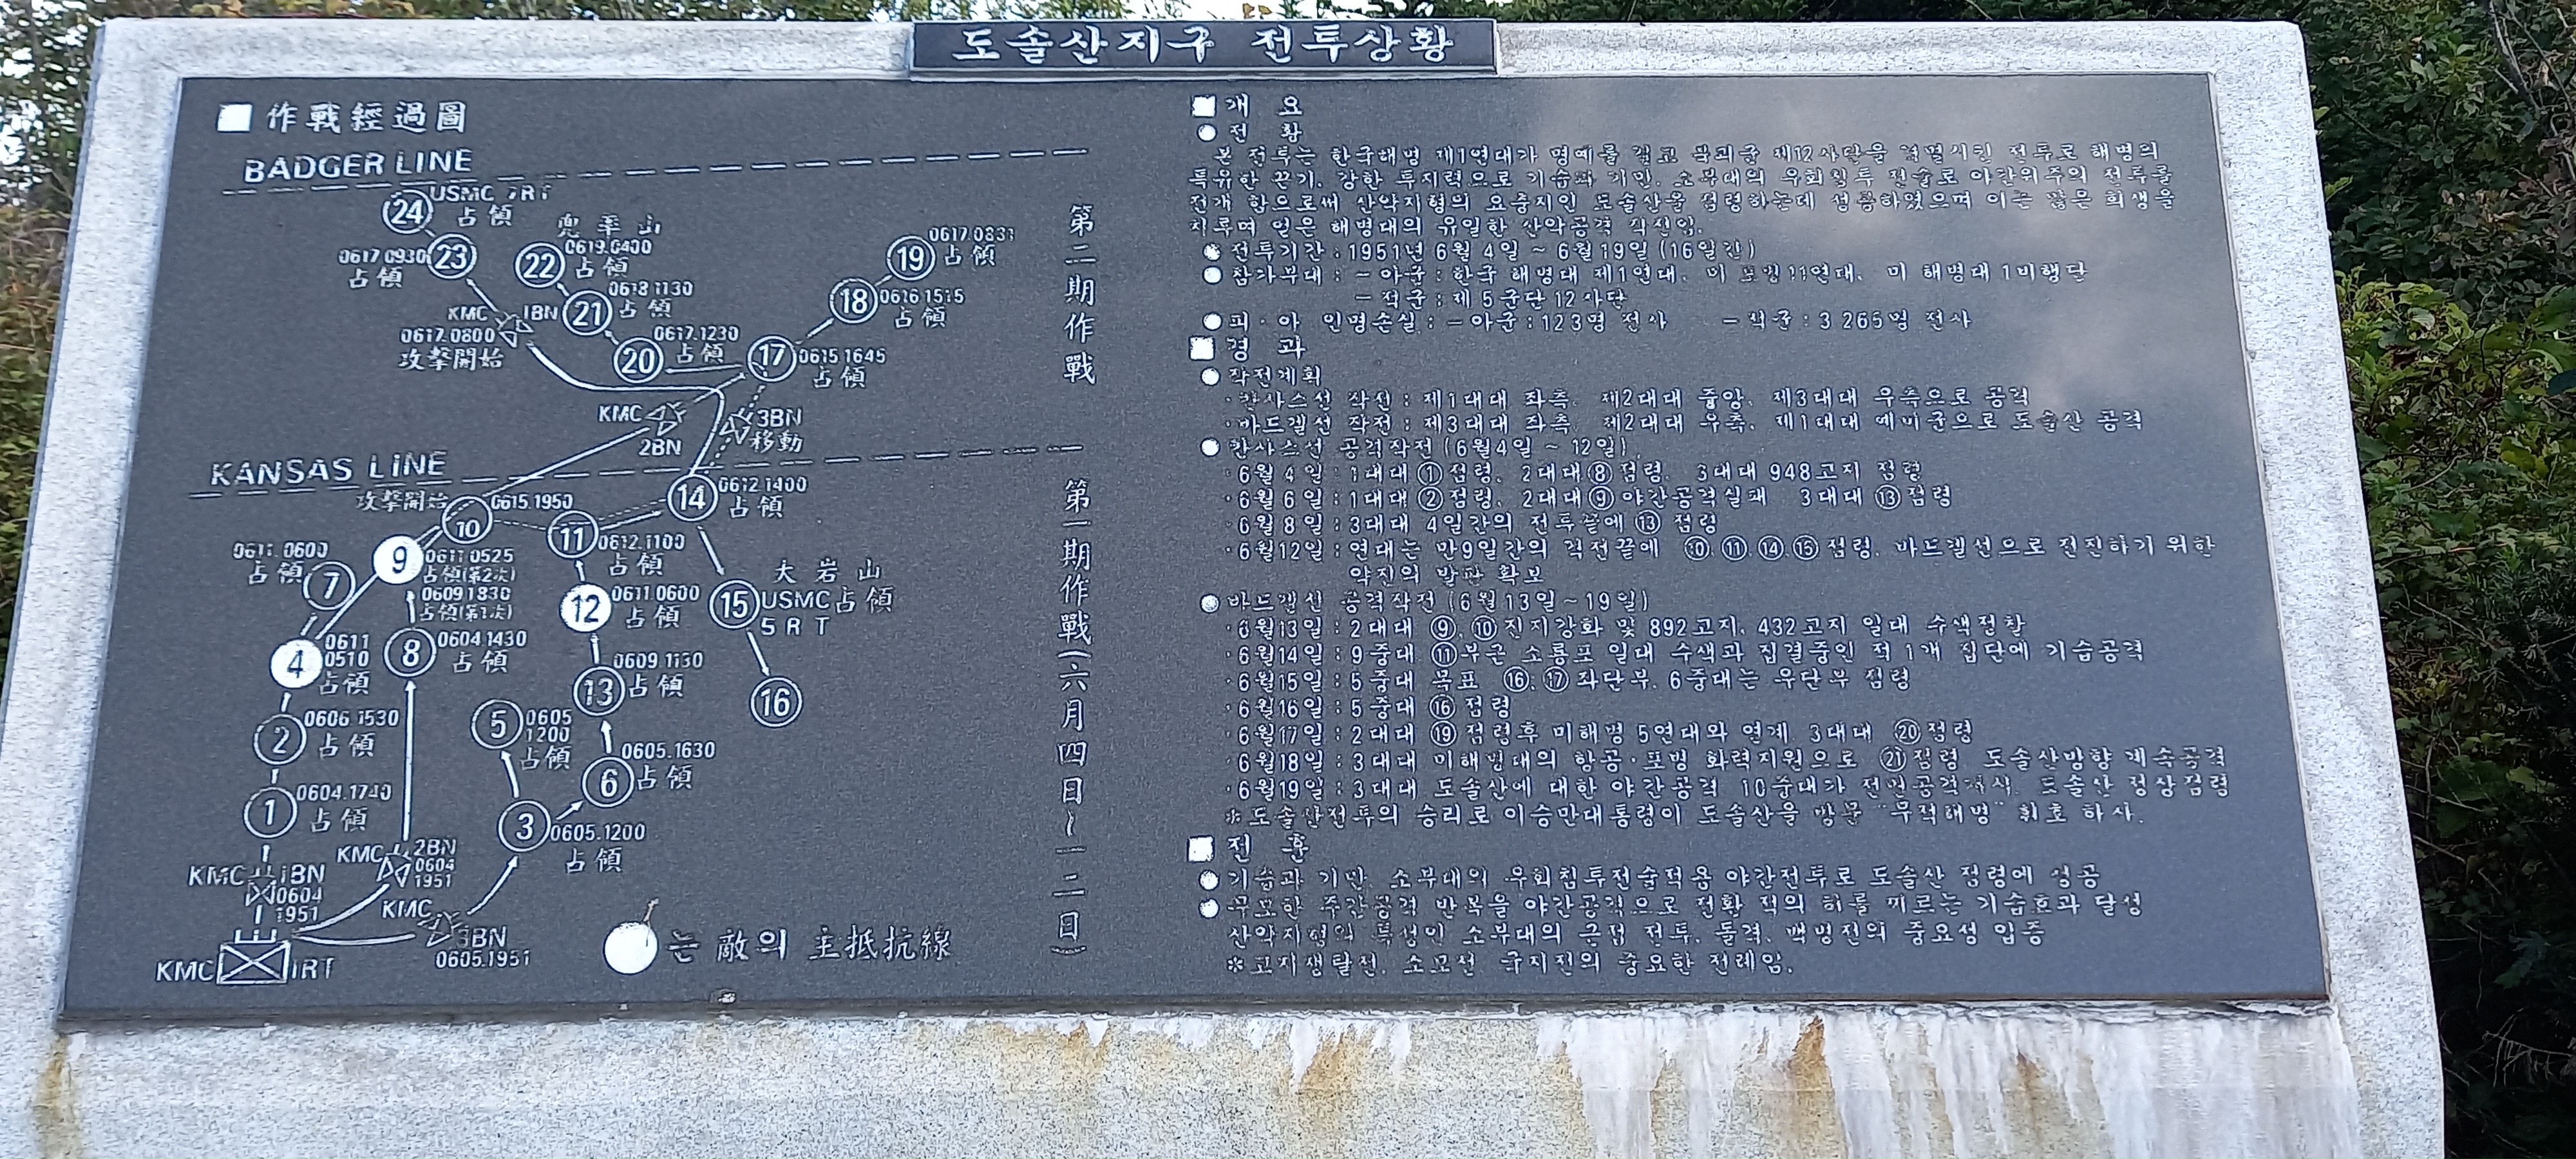 도솔산지구 전투상황
■ 作戰經過圖
BADGER LINE
24 USMC 7RT
占領
兜率山
0617.0930 23
占領
22 0619.0400
占領
19 0617.0831
占領
KMC 1BN
0617.0800
攻擊開始
21 0618.1130
占領
18 0616.1515
占領
20 0617.1230
占領
17 0615.1645
占領
KMC
2BN
3BN
移動
第二期作戰
KANSAS LINE
攻擊開始
10 0615.1950
14 0612.1400
占領
0611.0600
占領 7
9 0611.0525
占領(第2次)
0609.1830
占領(第1次)
11 0612.1100
占領
12 0611.0600
占領
大岩山
15 USMC占領
5RT
4 0611
0510
占領
8 0604.1430
占領
13 0609.1130
占領
16
2 0606.1530
占領
5 0605
1200
占領
6 0605.1630
占領
1 0604.1740
占領
3 0605.1200
占領
KMC 1BN
0604
1951
KMC 2BN
0604
1951
KMC
3BN
0605.1951
KMC 1RT
는 敵의 主抵抗線
第一期作戰(六月四日~一二日)
■ 개 요
● 전 황
본 전투는 한국해병 제1연대가 명예를 걸고 북괴군 제12사단을 격멸시킨 전투로 해병의
특유한 끈기, 강한 투지력으로 기습과 기만, 소부대의 우회침투 전술로 야간위주의 전투를
전개 함으로써 산악지형의 요충지인 도솔산을 점령하는데 성공하였으며 이는 많은 희생을
치루며 얻은 해병대의 유일한 산악공격 작전임.
● 전투기간 : 1951년 6월 4일 ~ 6월 19일 (16일간)
● 참가부대 : - 아군 : 한국 해병대 제1연대, 미 포병11연대, 미 해병대 1비행단
- 적군 : 제 5군단 12사단
● 피·아 인명손실 : - 아군 : 123명 전사 - 적군 : 3,265명 전사
■ 경 과
● 작전계획
·칸사스선 작전 : 제1대대 좌측, 제2대대 중앙, 제3대대 우측으로 공격
·바드젤선 작전 : 제3대대 좌측, 제2대대 우측, 제1대대 예비군으로 도솔산 공격
● 칸사스선 공격작전 (6월4일 ~ 12일).
·6월 4일 : 1대대 ①점령, 2대대 ⑧점령, 3대대 948고지 점령
·6월 6일 : 1대대 ②점령, 2대대 ⑨ 야간공격실패 3대대 ⑬점령
·6월 8일 : 3대대 4일간의 전투끝에 ⑬ 점령
·6월12일 : 연대는 만9일간의 격전끝에 ⑩,⑪,⑭,⑮점령, 바드젤선으로 전진하기 위한
약진의 발판 확보
● 바드젤선 공격작전 (6월13일~19일)
·6월13일 : 2대대 ⑨,⑩진지강화 및 892고지, 432고지 일대 수색정찰
·6월14일 : 9중대 ⑪부근 소룡포 일대 수색과 집결중인 적 1개 집단에 기습공격
·6월15일 : 5중대 목표 ⑯,⑰ 좌단부, 6중대는 우단부 점령
·6월16일 : 5중대 ⑯점령
·6월17일 : 2대대 ⑲점령후 미해병 5연대와 연계, 3대대 ⑳점령
·6월18일 : 3대대 미해병대의 항공·포병 화력지원으로 ㉑점령 도솔산방향 계속공격
·6월19일 : 3대대 도솔산에 대한 야간공격 10중대가 전면공격개시, 도솔산 정상점령
※ 도솔산전투의 승리로 이승만대통령이 도솔산을 방문 "무적해병" 휘호 하사.
■ 전 훈
● 기습과 기만, 소부대의 우회침투전술적용 야간전투로 도솔산 점령에 성공
● 무모한 주간공격 반복을 야간공격으로 전환 적의 허를 찌르는 기습효과 달성
산악지형의 특성인 소부대의 근접 전투, 돌격, 백병전의 중요성 입증
※ 고지쟁탈전, 소모전 국지전의 중요한 전례임.